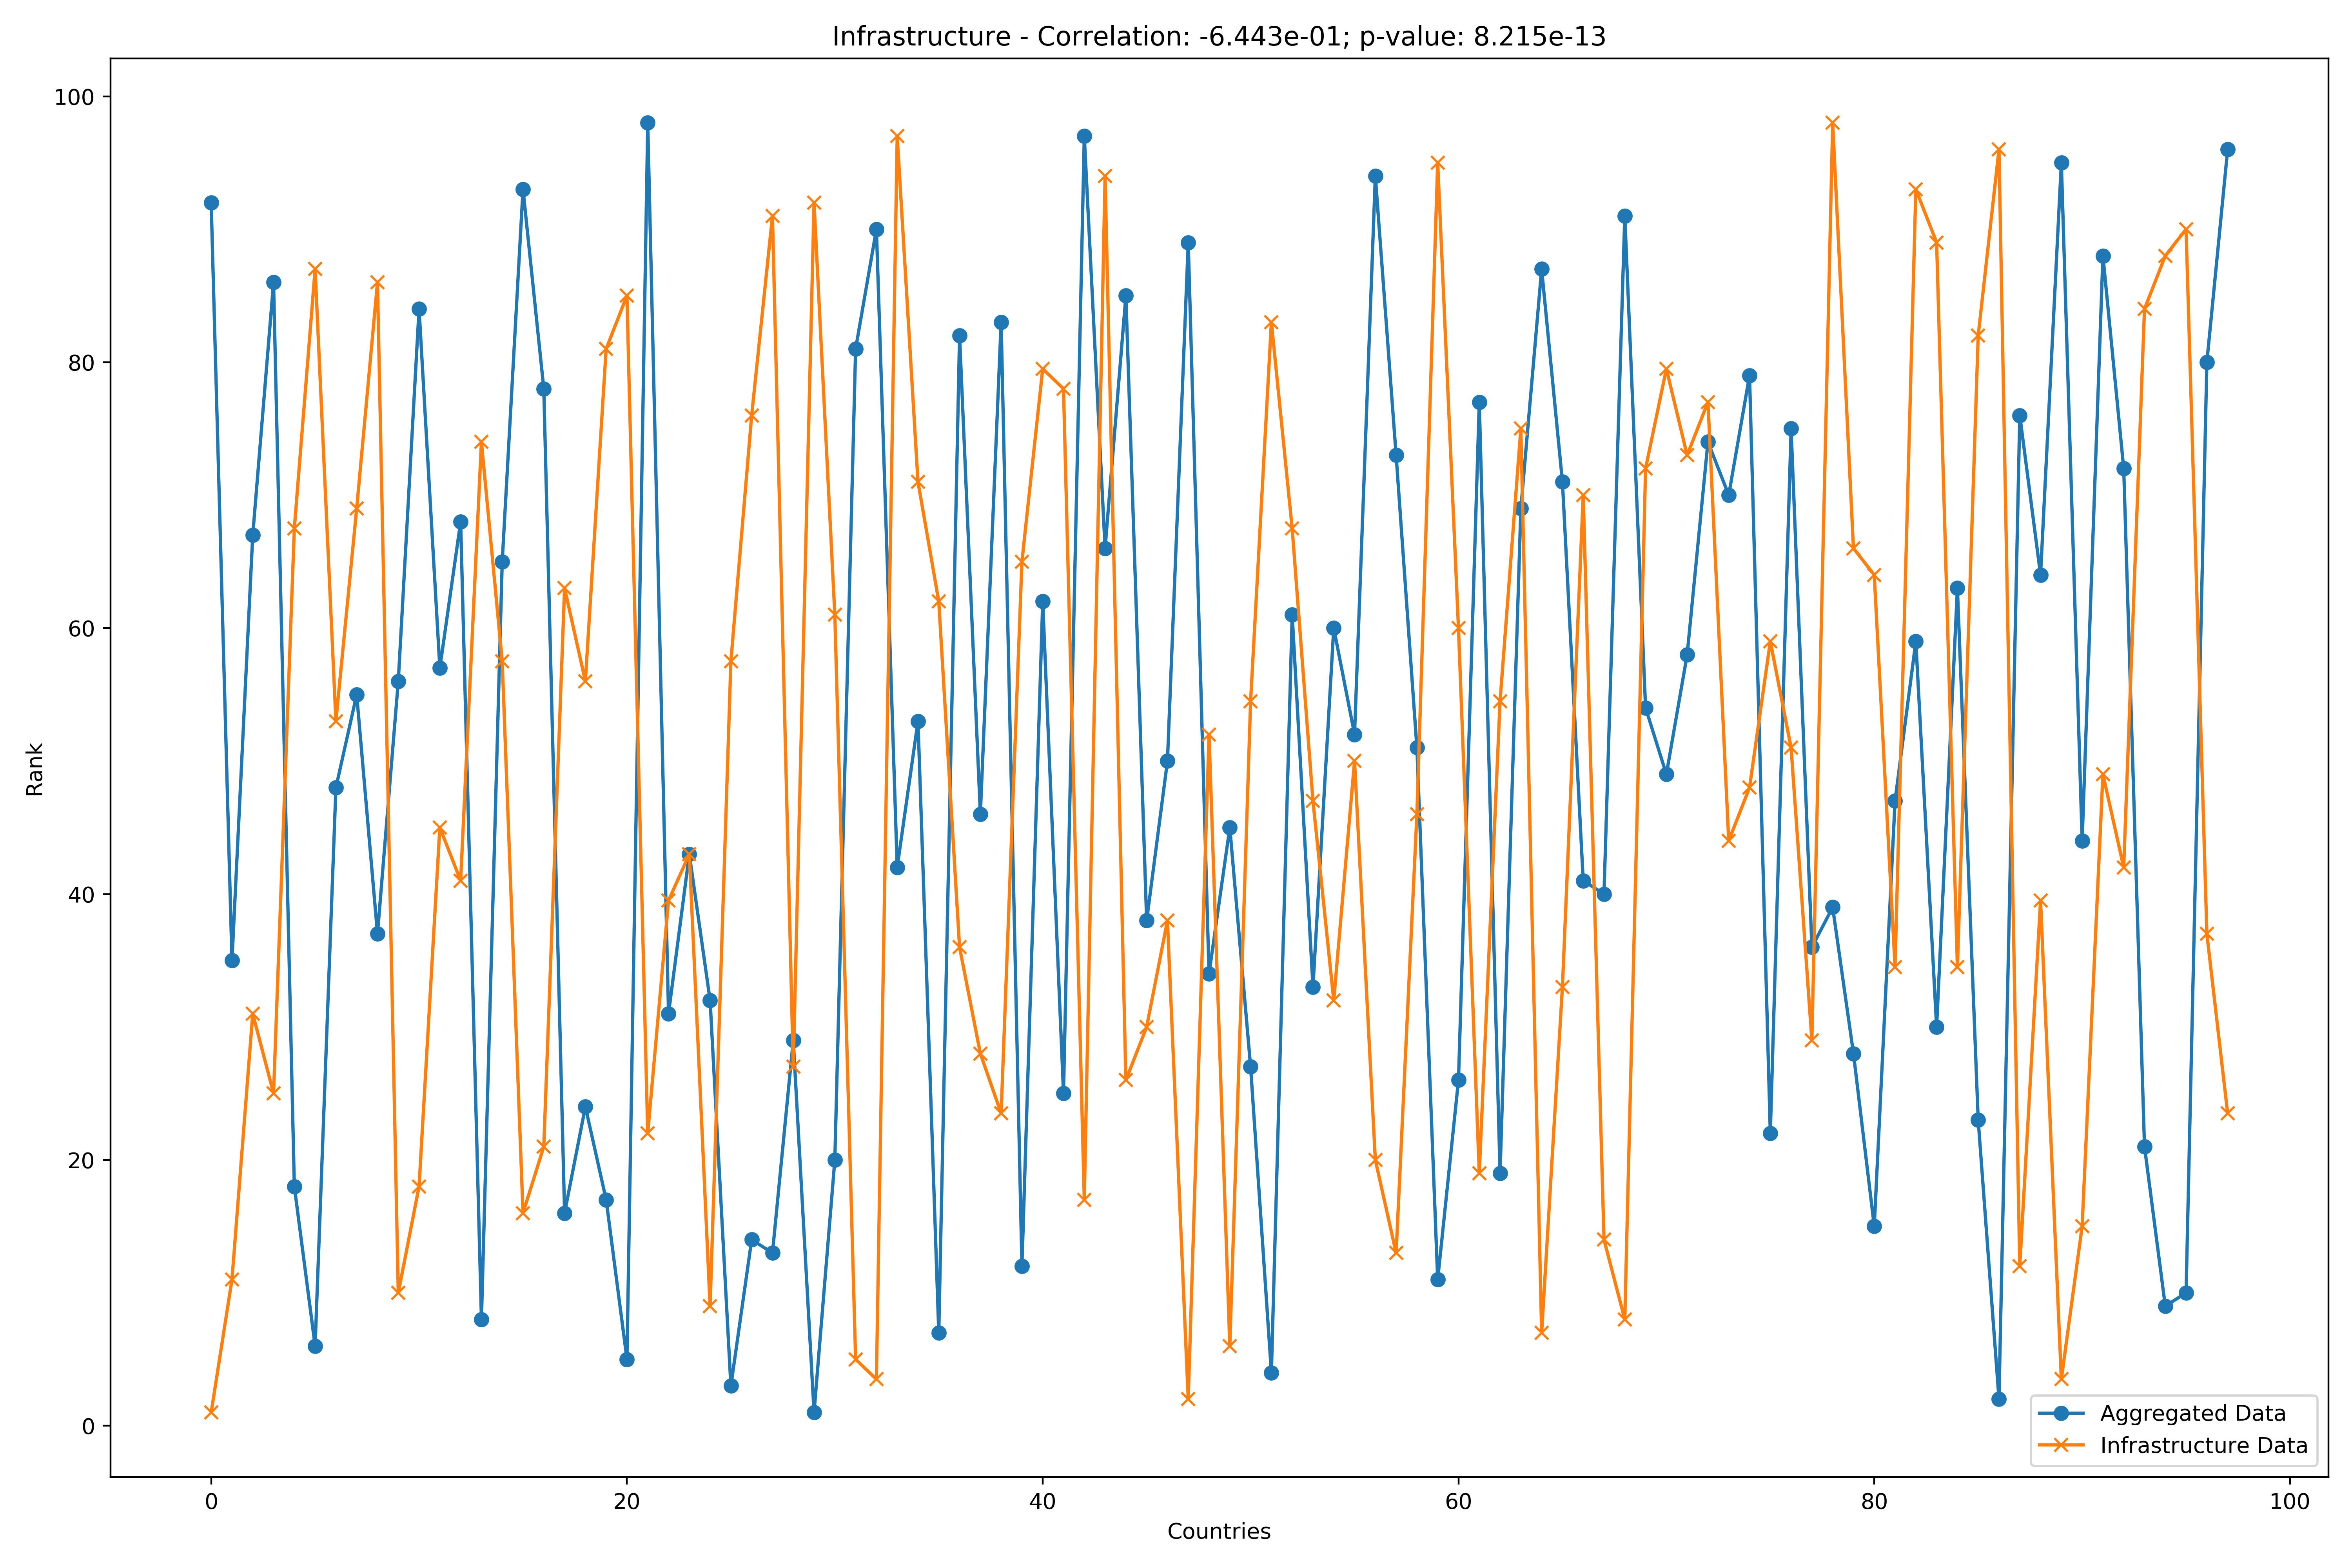 Infrastructure - Correlation: -6.443e-01; p-value: 8.215e-13
100
80
60
40
20
0
Rank
0 20 40 60 80 100
Countries
Aggregated Data
Infrastructure Data